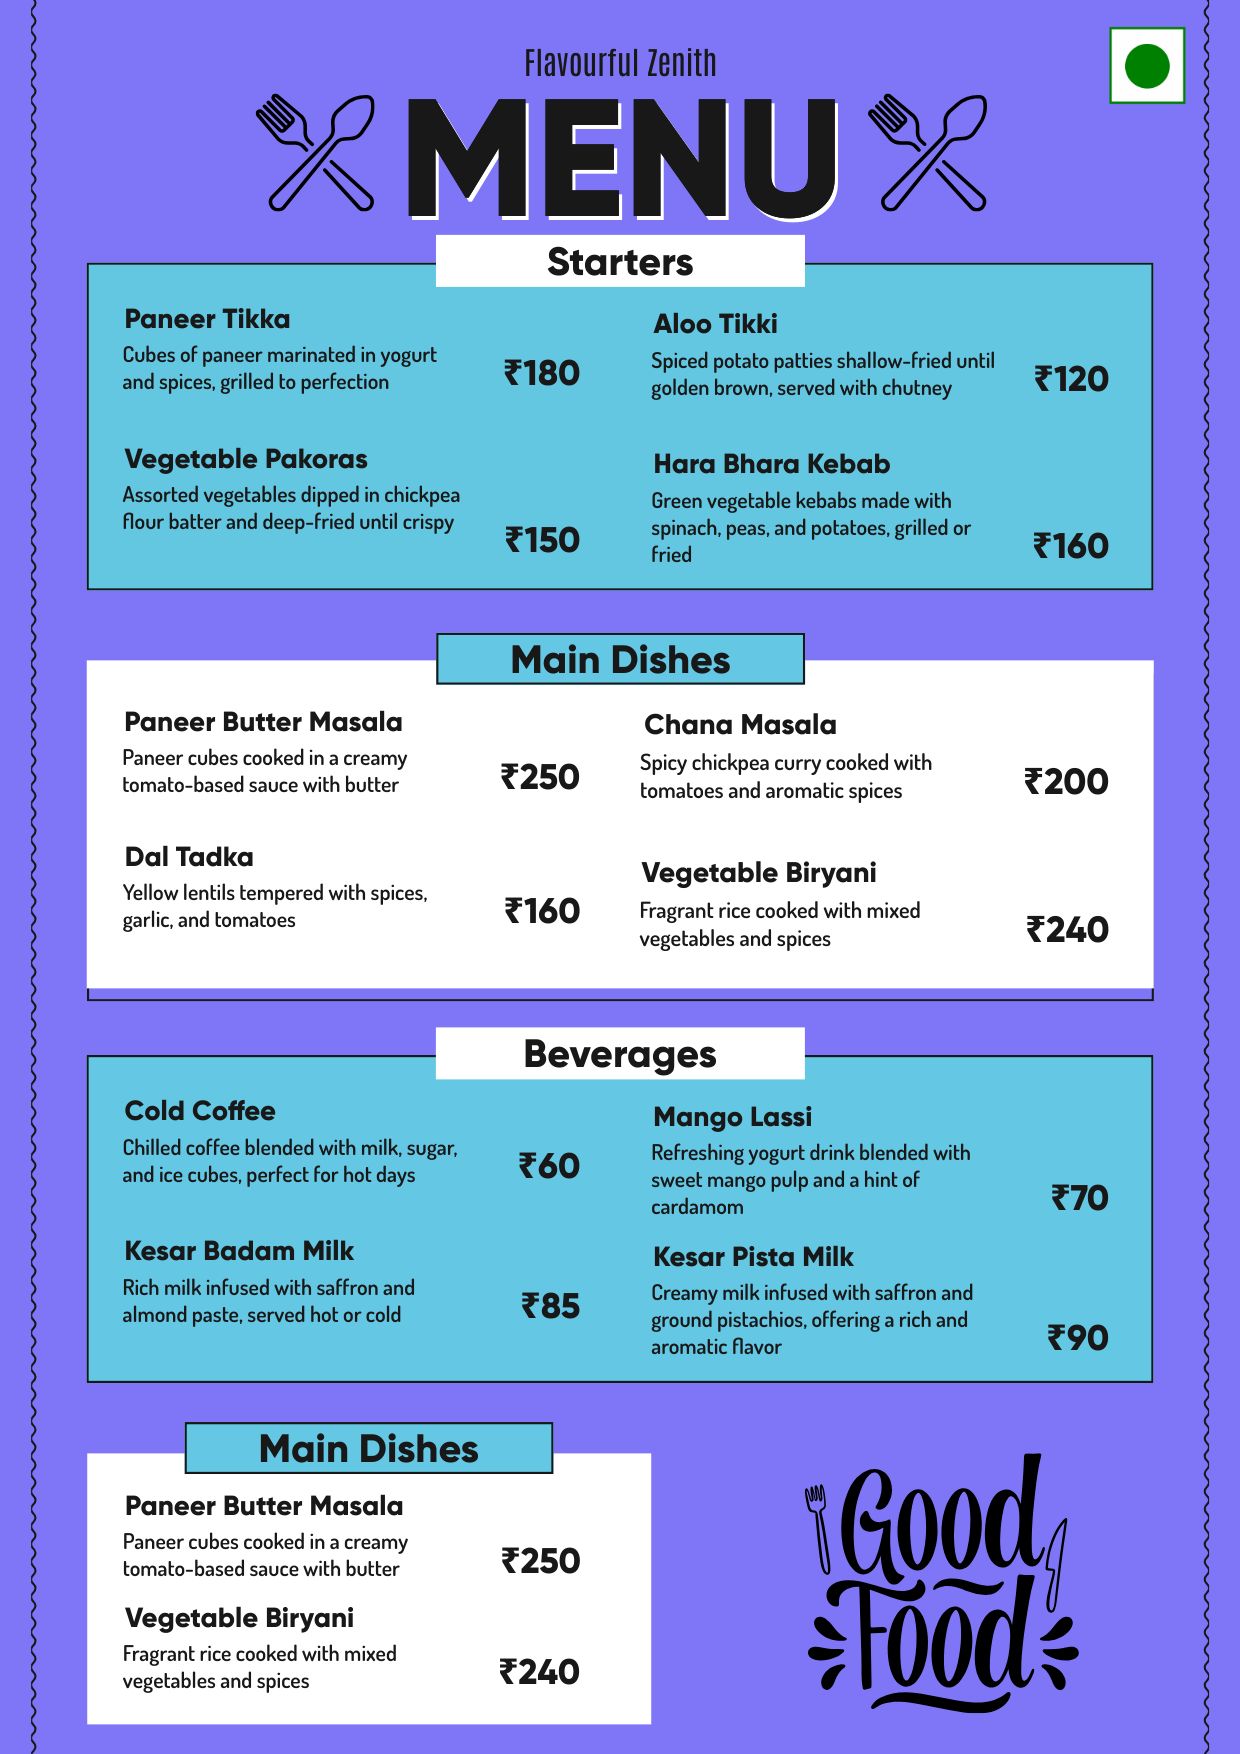 Flavourful Zenith
MENU
Starters
Paneer Tikka
Cubes of paneer marinated in yogurt
and spices, grilled to perfection
₹180
Aloo Tikki
Spiced potato patties shallow-fried until
golden brown, served with chutney
₹120
Vegetable Pakoras
Assorted vegetables dipped in chickpea
flour batter and deep-fried until crispy
₹150
Hara Bhara Kebab
Green vegetable kebabs made with
spinach, peas, and potatoes, grilled or
fried
₹160
Main Dishes
Paneer Butter Masala
Paneer cubes cooked in a creamy
tomato-based sauce with butter
₹250
Chana Masala
Spicy chickpea curry cooked with
tomatoes and aromatic spices
₹200
Dal Tadka
Yellow lentils tempered with spices,
garlic, and tomatoes
₹160
Vegetable Biryani
Fragrant rice cooked with mixed
vegetables and spices
₹240
Beverages
Cold Coffee
Chilled coffee blended with milk, sugar,
and ice cubes, perfect for hot days
₹60
Mango Lassi
Refreshing yogurt drink blended with
sweet mango pulp and a hint of
cardamom
₹70
Kesar Badam Milk
Rich milk infused with saffron and
almond paste, served hot or cold
₹85
Kesar Pista Milk
Creamy milk infused with saffron and
ground pistachios, offering a rich and
aromatic flavor
₹90
Main Dishes
Paneer Butter Masala
Paneer cubes cooked in a creamy
tomato-based sauce with butter
₹250
Vegetable Biryani
Fragrant rice cooked with mixed
vegetables and spices
₹240
Good
Food